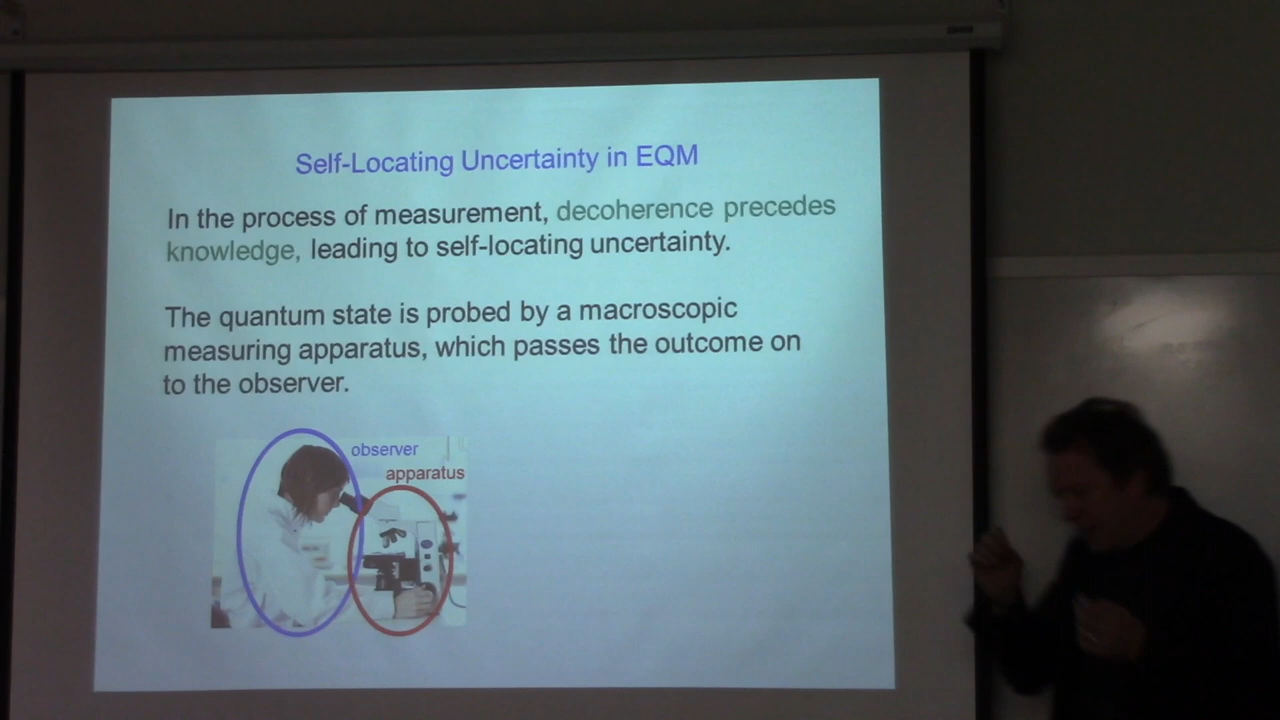 Self-Locating Uncertainty in EQM
In the process of measurement, decoherence precedes
knowledge, leading to self-locating uncertainty.
The quantum state is probed by a macroscopic
measuring apparatus, which passes the outcome on
to the observer.
observer
apparatus